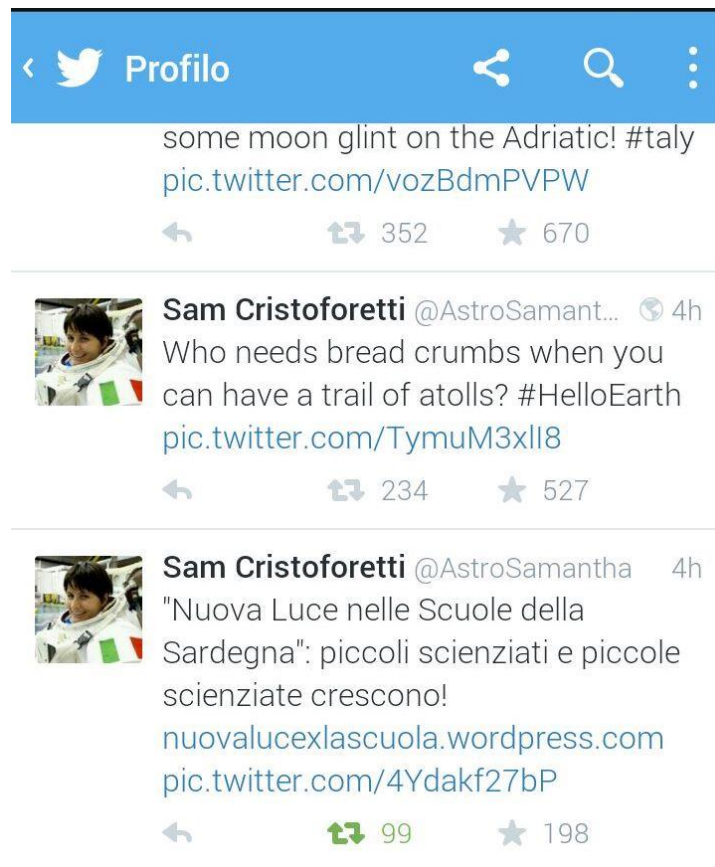 Profilo
some moon glint on the Adriatic! #taly
pic.twitter.com/vozBdmPVPW
352 670
Sam Cristoforetti @AstroSamant... 4h
Who needs bread crumbs when you
can have a trail of atolls? #HelloEarth
pic.twitter.com/TymuM3xlI8
234 527
Sam Cristoforetti @AstroSamantha 4h
"Nuova Luce nelle Scuole della
Sardegna": piccoli scienziati e piccole
scienziate crescono!
nuovalucexlascuola.wordpress.com
pic.twitter.com/4Ydakf27bP
99 198